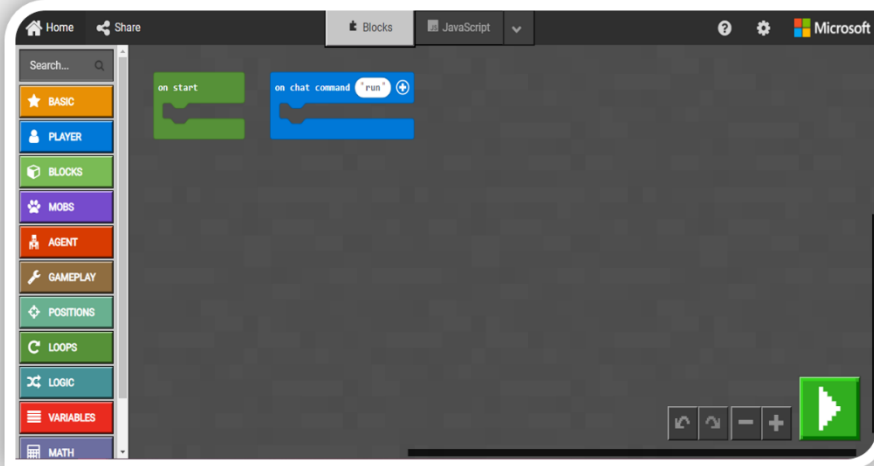 Home Share Blocks JavaScript Microsoft
Search...
BASIC
PLAYER
BLOCKS
MOBS
AGENT
GAMEPLAY
POSITIONS
LOOPS
LOGIC
VARIABLES
MATH
on start
on chat command "run"